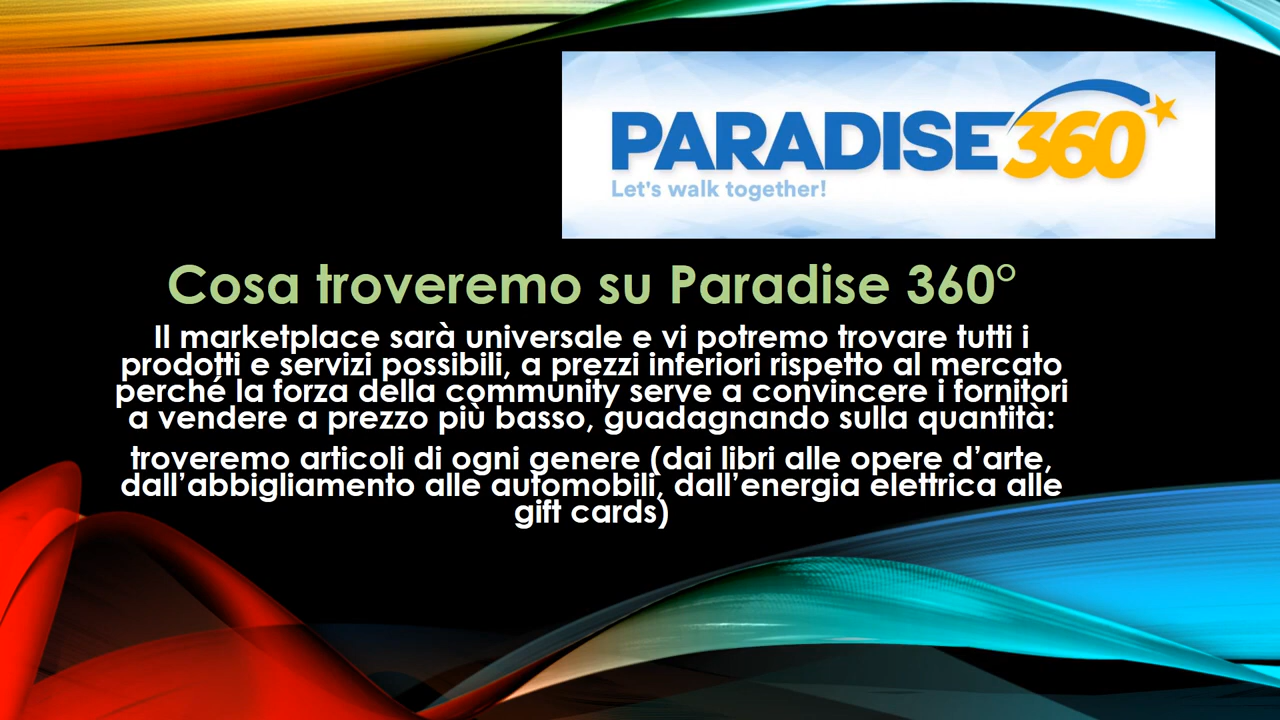 PARADISE360
Let's walk together!
Cosa troveremo su Paradise 360°
Il marketplace sarà universale e vi potremo trovare tutti i
prodotti e servizi possibili, a prezzi inferiori rispetto al mercato
perché la forza della community serve a convincere i fornitori
a vendere a prezzo più basso, guadagnando sulla quantità:
troveremo articoli di ogni genere (dai libri alle opere d’arte,
dall’abbigliamento alle automobili, dall’energia elettrica alle
gift cards)